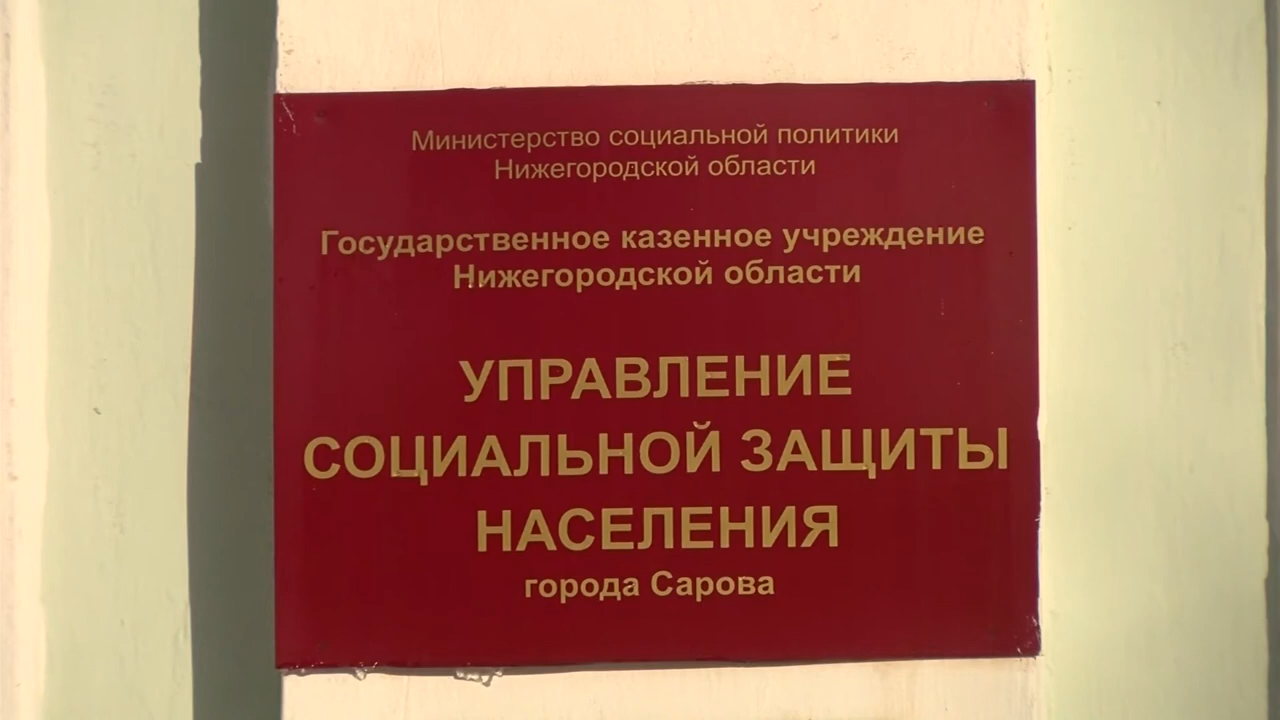 Министерство социальной политики
Нижегородской области
Государственное казенное учреждение
Нижегородской области
УПРАВЛЕНИЕ
СОЦИАЛЬНОЙ ЗАЩИТЫ
НАСЕЛЕНИЯ
города Сарова